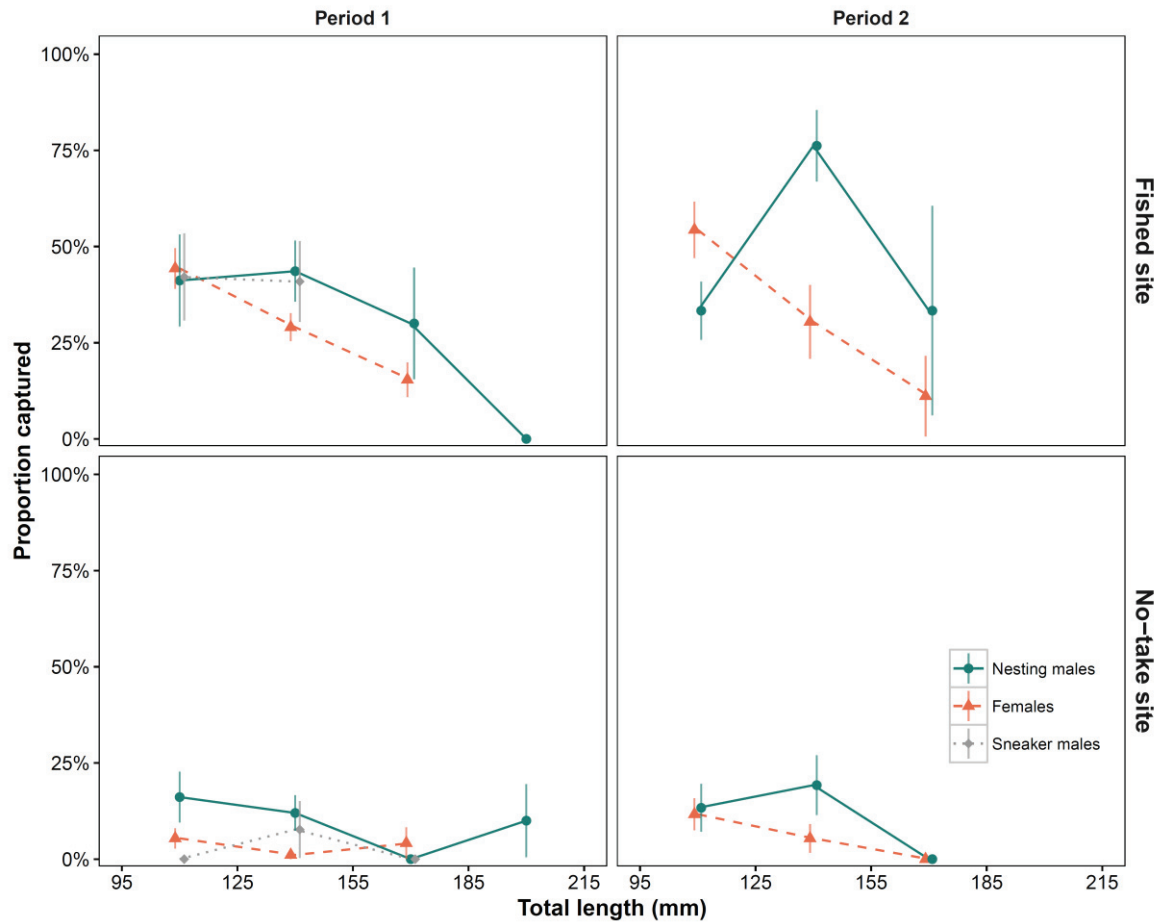 Period 1
Period 2
100%
75%
50%
25%
0%
Fished site
Proportion captured
100%
75%
50%
25%
0%
No−take site
Nesting males
Females
Sneaker males
95 125 155 185 215
95 125 155 185 215
Total length (mm)